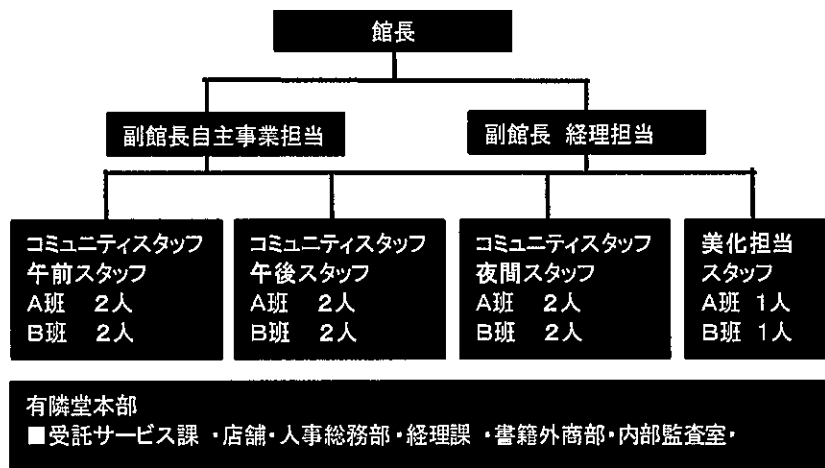 館長
副館長自主事業担当
副館長 経理担当
コミュニティスタッフ
午前スタッフ
A班 2人
B班 2人
コミュニティスタッフ
午後スタッフ
A班 2人
B班 2人
コミュニティスタッフ
夜間スタッフ
A班 2人
B班 2人
美化担当
スタッフ
A班 1人
B班 1人
有隣堂本部
■受託サービス課 ・店舗・人事総務部・経理課 ・書籍外商部・内部監査室・